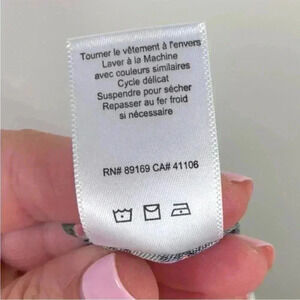 Tourner le vêtement à l'envers
Laver à la Machine
avec couleurs similaires
Cycle délicat
Suspendre pour sécher
Repasser au fer froid
si nécessaire
RN# 89169 CA# 41106